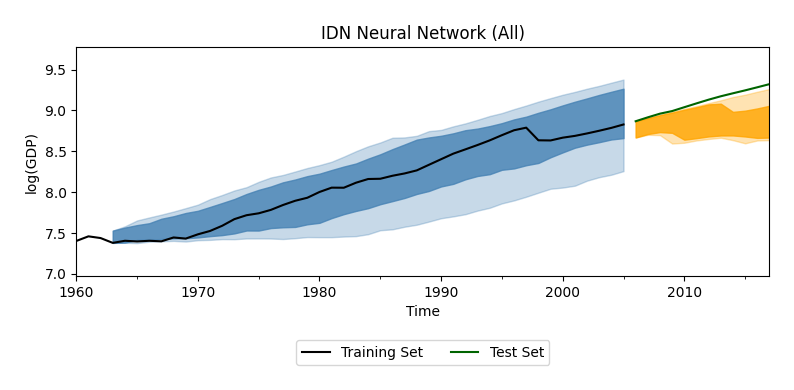 IDN Neural Network (All)
log(GDP)
9.5
9.0
8.5
8.0
7.5
7.0
1960 1970 1980 1990 2000 2010
Time
Training Set Test Set